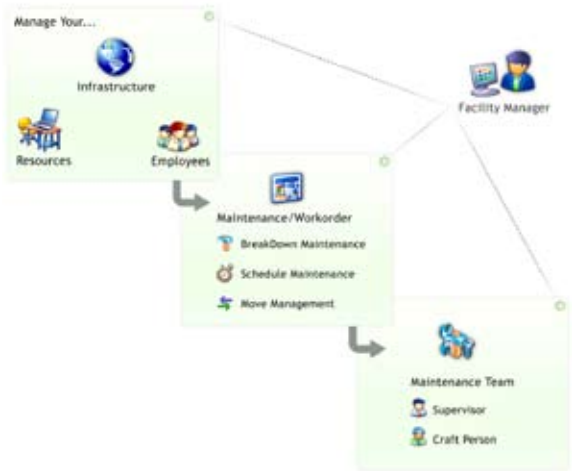 Manage Your...
Infrastructure
Resources
Employees
Facility Manager
Maintenance/Workorder
BreakDown Maintenance
Schedule Maintenance
Move Management
Maintenance Team
Supervisor
Craft Person